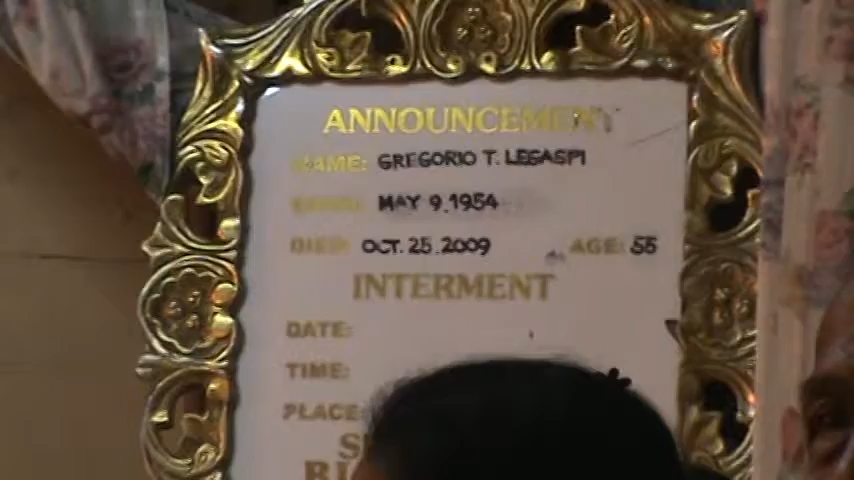 ANNOUNCEMENT
NAME: GREGORIO T. LEGASPI
MAY 9, 1954
DIED: OCT. 25, 2009 AGE: 55
INTERMENT
DATE:
TIME:
PLACE: